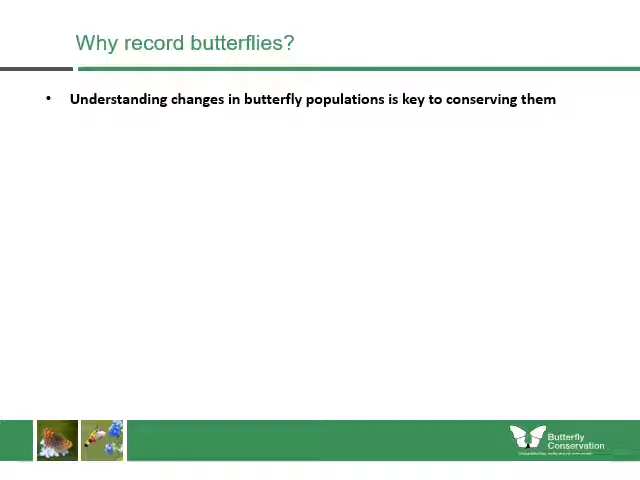 Why record butterflies?
• Understanding changes in butterfly populations is key to conserving them
Butterfly
Conservation